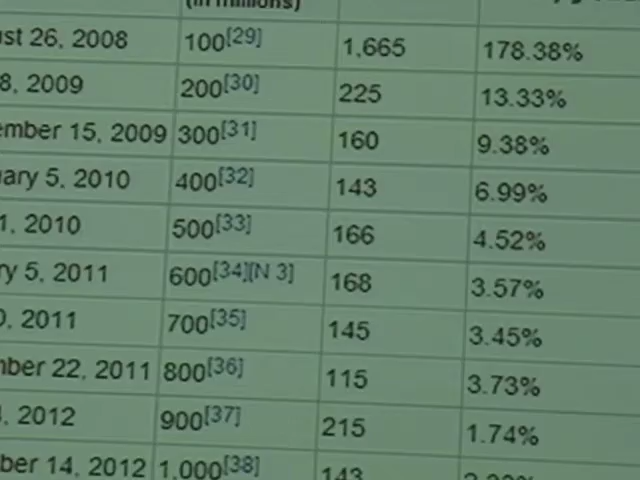 (in millions)
ust 26, 2008 100[29] 1,665 178.38%
8, 2009 200[30] 225 13.33%
ember 15, 2009 300[31] 160 9.38%
uary 5, 2010 400[32] 143 6.99%
1, 2010 500[33] 166 4.52%
ry 5, 2011 600[34][N 3] 168 3.57%
0, 2011 700[35] 145 3.45%
mber 22, 2011 800[36] 115 3.73%
, 2012 900[37] 215 1.74%
ber 14, 2012 1,000[38] 143